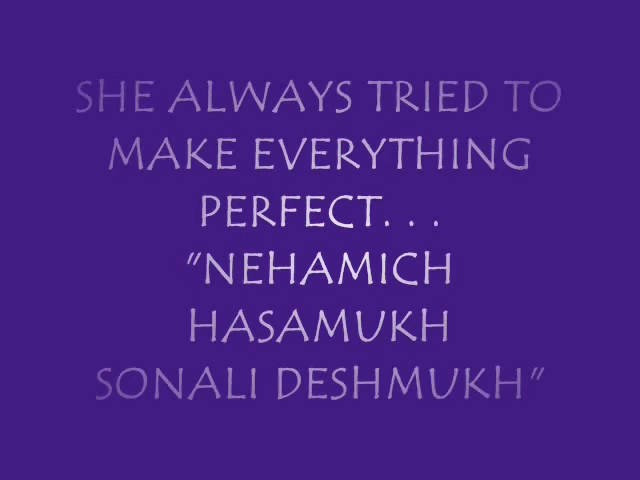 SHE ALWAYS TRIED TO
MAKE EVERYTHING
PERFECT. . .
"NEHAMICH
HASAMUKH
SONALI DESHMUKH"